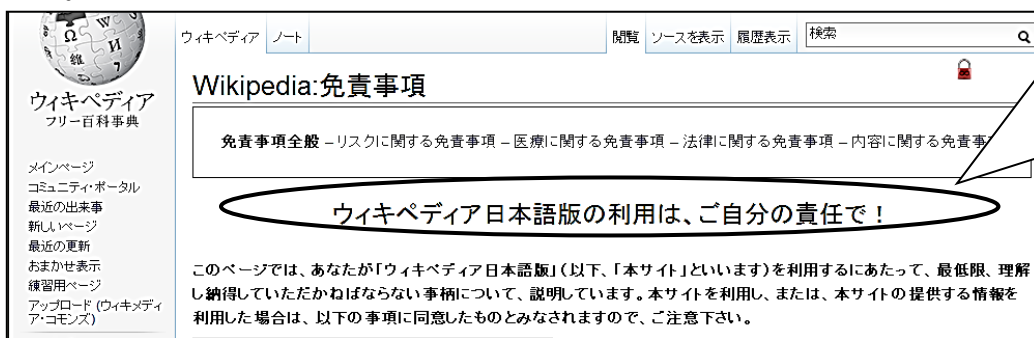 ウィキペディア
フリー百科事典
メインページ
コミュニティ・ポータル
最近の出来事
新しいページ
最近の更新
おまかせ表示
練習用ページ
アップロード (ウィキメディ
ア・コモンズ)
ウィキペディア ノート 閲覧 ソースを表示 履歴表示 検索
Wikipedia:免責事項
免責事項全般 – リスクに関する免責事項 – 医療に関する免責事項 – 法律に関する免責事項 – 内容に関する免責事
ウィキペディア日本語版の利用は、ご自分の責任で！
このページでは、あなたが「ウィキペディア日本語版」（以下、「本サイト」といいます）を利用するにあたって、最低限、理解
し納得していただかねばならない事柄について、説明しています。本サイトを利用し、または、本サイトの提供する情報を
利用した場合は、以下の事項に同意したものとみなされますので、ご注意下さい。